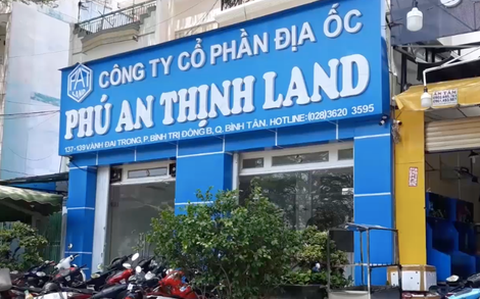 CÔNG TY CỔ PHẦN ĐỊA ỐC
LAND
PHÚ AN THỊNH LAND
137-139 VÀNH ĐAI TRONG, P. BÌNH TRỊ ĐÔNG B, Q. BÌNH TÂN. HOTLINE: (028)3620 3595